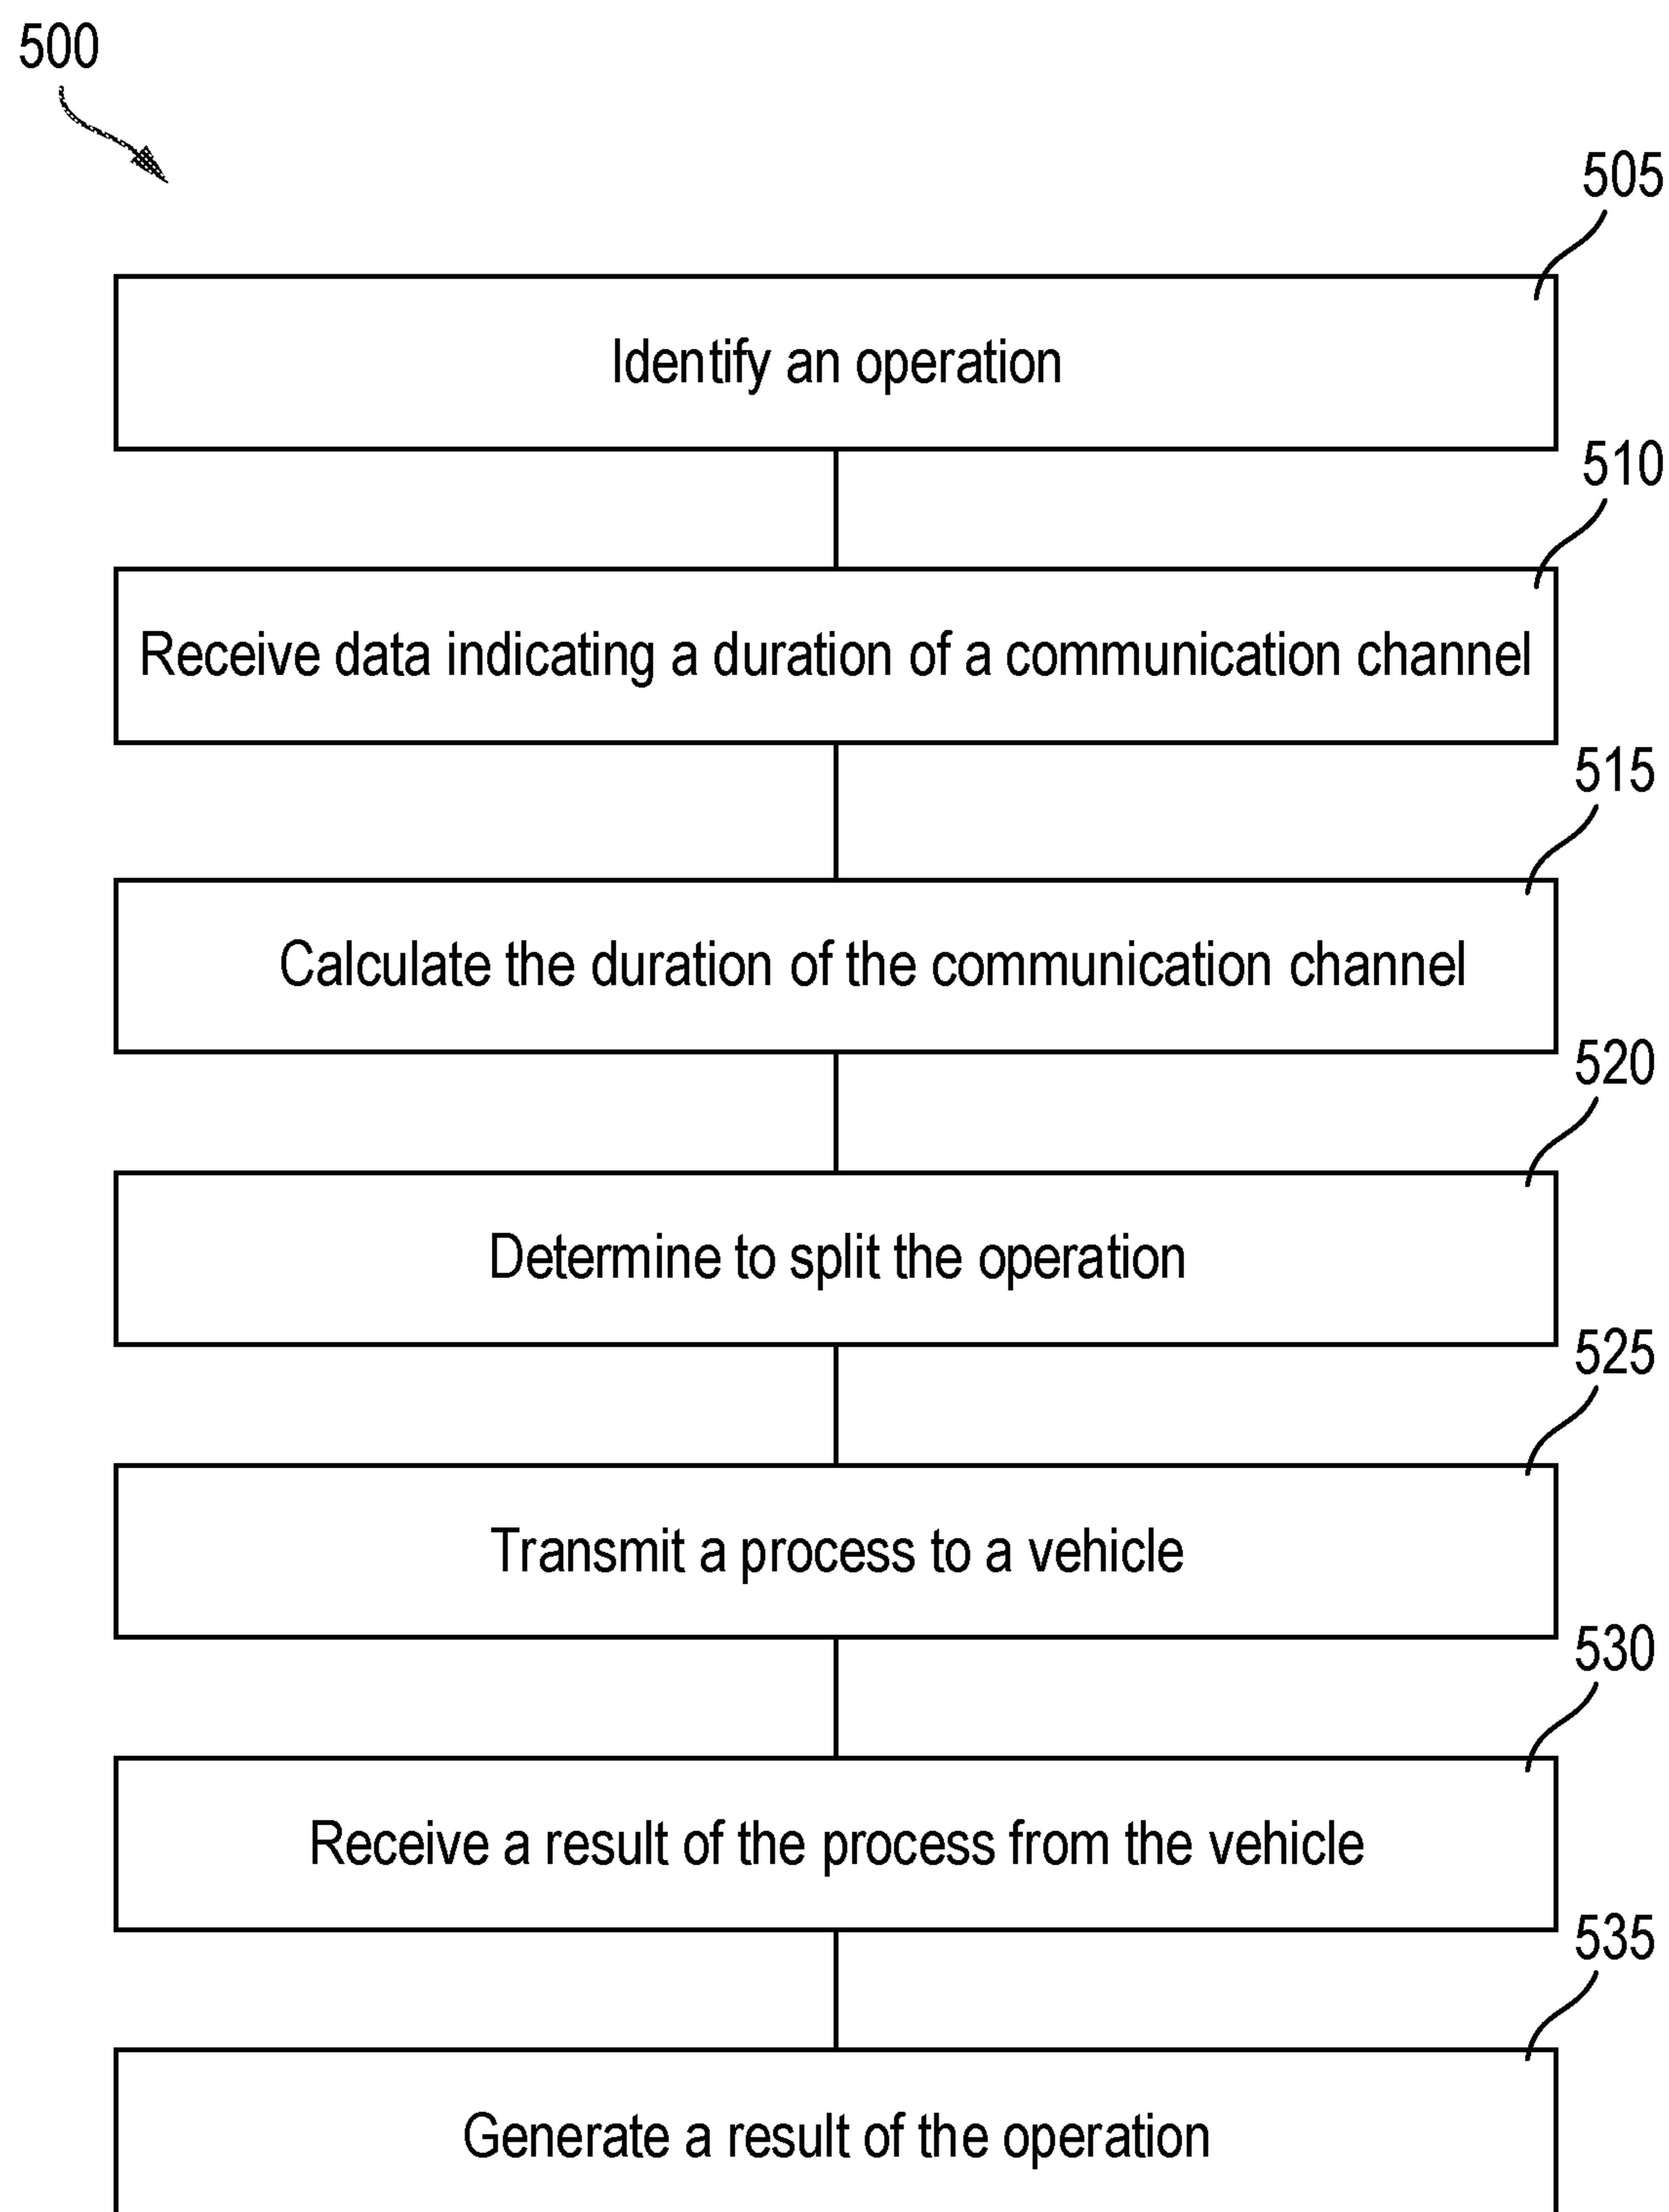 500
505
Identify an operation
510
Receive data indicating a duration of a communication channel
515
Calculate the duration of the communication channel
520
Determine to split the operation
525
Transmit a process to a vehicle
530
Receive a result of the process from the vehicle
535
Generate a result of the operation